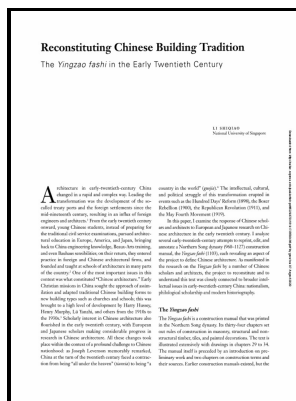 Reconstituting Chinese Building Tradition
The Yingzao fashi in the Early Twentieth Century
LI SHIQIAO
National University of Singapore
Architecture in early-twentieth-century China
changed in a rapid and complex way. Leading the
transformation was the development of the so-
called treaty ports and the foreign settlements since the
mid-nineteenth century, resulting in an influx of foreign
engineers and architects. From the early twentieth century
onward, young Chinese students, instead of preparing for
the traditional civil service examinations, pursued architec-
tural education in Europe, America, and Japan, bringing
back to China engineering knowledge, Beaux-Arts training,
and even Bauhaus sensibilities; on their return, they entered
practice in foreign and Chinese architectural firms, and
founded and taught at schools of architecture in many parts
of the country. One of the most important issues in this
context was what constituted "Chinese architecture." Early
Christian missions in China sought the approach of assim-
ilation and adapted traditional Chinese building forms to
new building types such as churches and schools; this was
brought to a high level of development by Harry Hussey,
Henry Murphy, Lü Yanzhi, and others from the 1910s to
the 1930s. Scholarly interest in Chinese architecture also
flourished in the early twentieth century, with European
and Japanese scholars making considerable progress in
research in Chinese architecture. All these changes took
place within the context of a profound challenge to Chinese
nationhood: as Joseph Levenson memorably remarked,
China at the turn of the twentieth century faced a contrac-
tion from being "all under the heaven" (tianxia) to being "a
country in the world" (guojia). The intellectual, cultural,
and political struggle of this transformation erupted in
events such as the Hundred Days' Reform (1898), the Boxer
Rebellion (1900), the Republican Revolution (1911), and
the May Fourth Movement (1919).
In this paper, I examine the response of Chinese schol-
ars and architects to European and Japanese research on Chi-
nese architecture in the early twentieth century. I analyze
several early-twentieth-century attempts to reprint, edit, and
annotate a Northern Song dynasty (960-1127) construction
manual, the Yingzao fashi (1103), each revealing an aspect of
the project to define Chinese architecture. As manifested in
the research on the Yingzao fashi by a number of Chinese
scholars and architects, the project to reconstitute and to
understand this text was closely connected to broader intel-
lectual issues in early-twentieth-century China: nationalism,
philological scholarship and modern historiography.
The Yingzao fashi
The Yingzao fashi is a construction manual that was printed
in the Northern Song dynasty. Its thirty-four chapters set
out rules of construction in masonry, structural and non-
structural timber, tiles, and painted decorations. The text is
illustrated extensively with drawings in chapters 29 to 34.
The manual itself is preceded by an introduction on pre-
liminary work and two chapters on construction terms and
their sources. Earlier construction manuals existed, but the